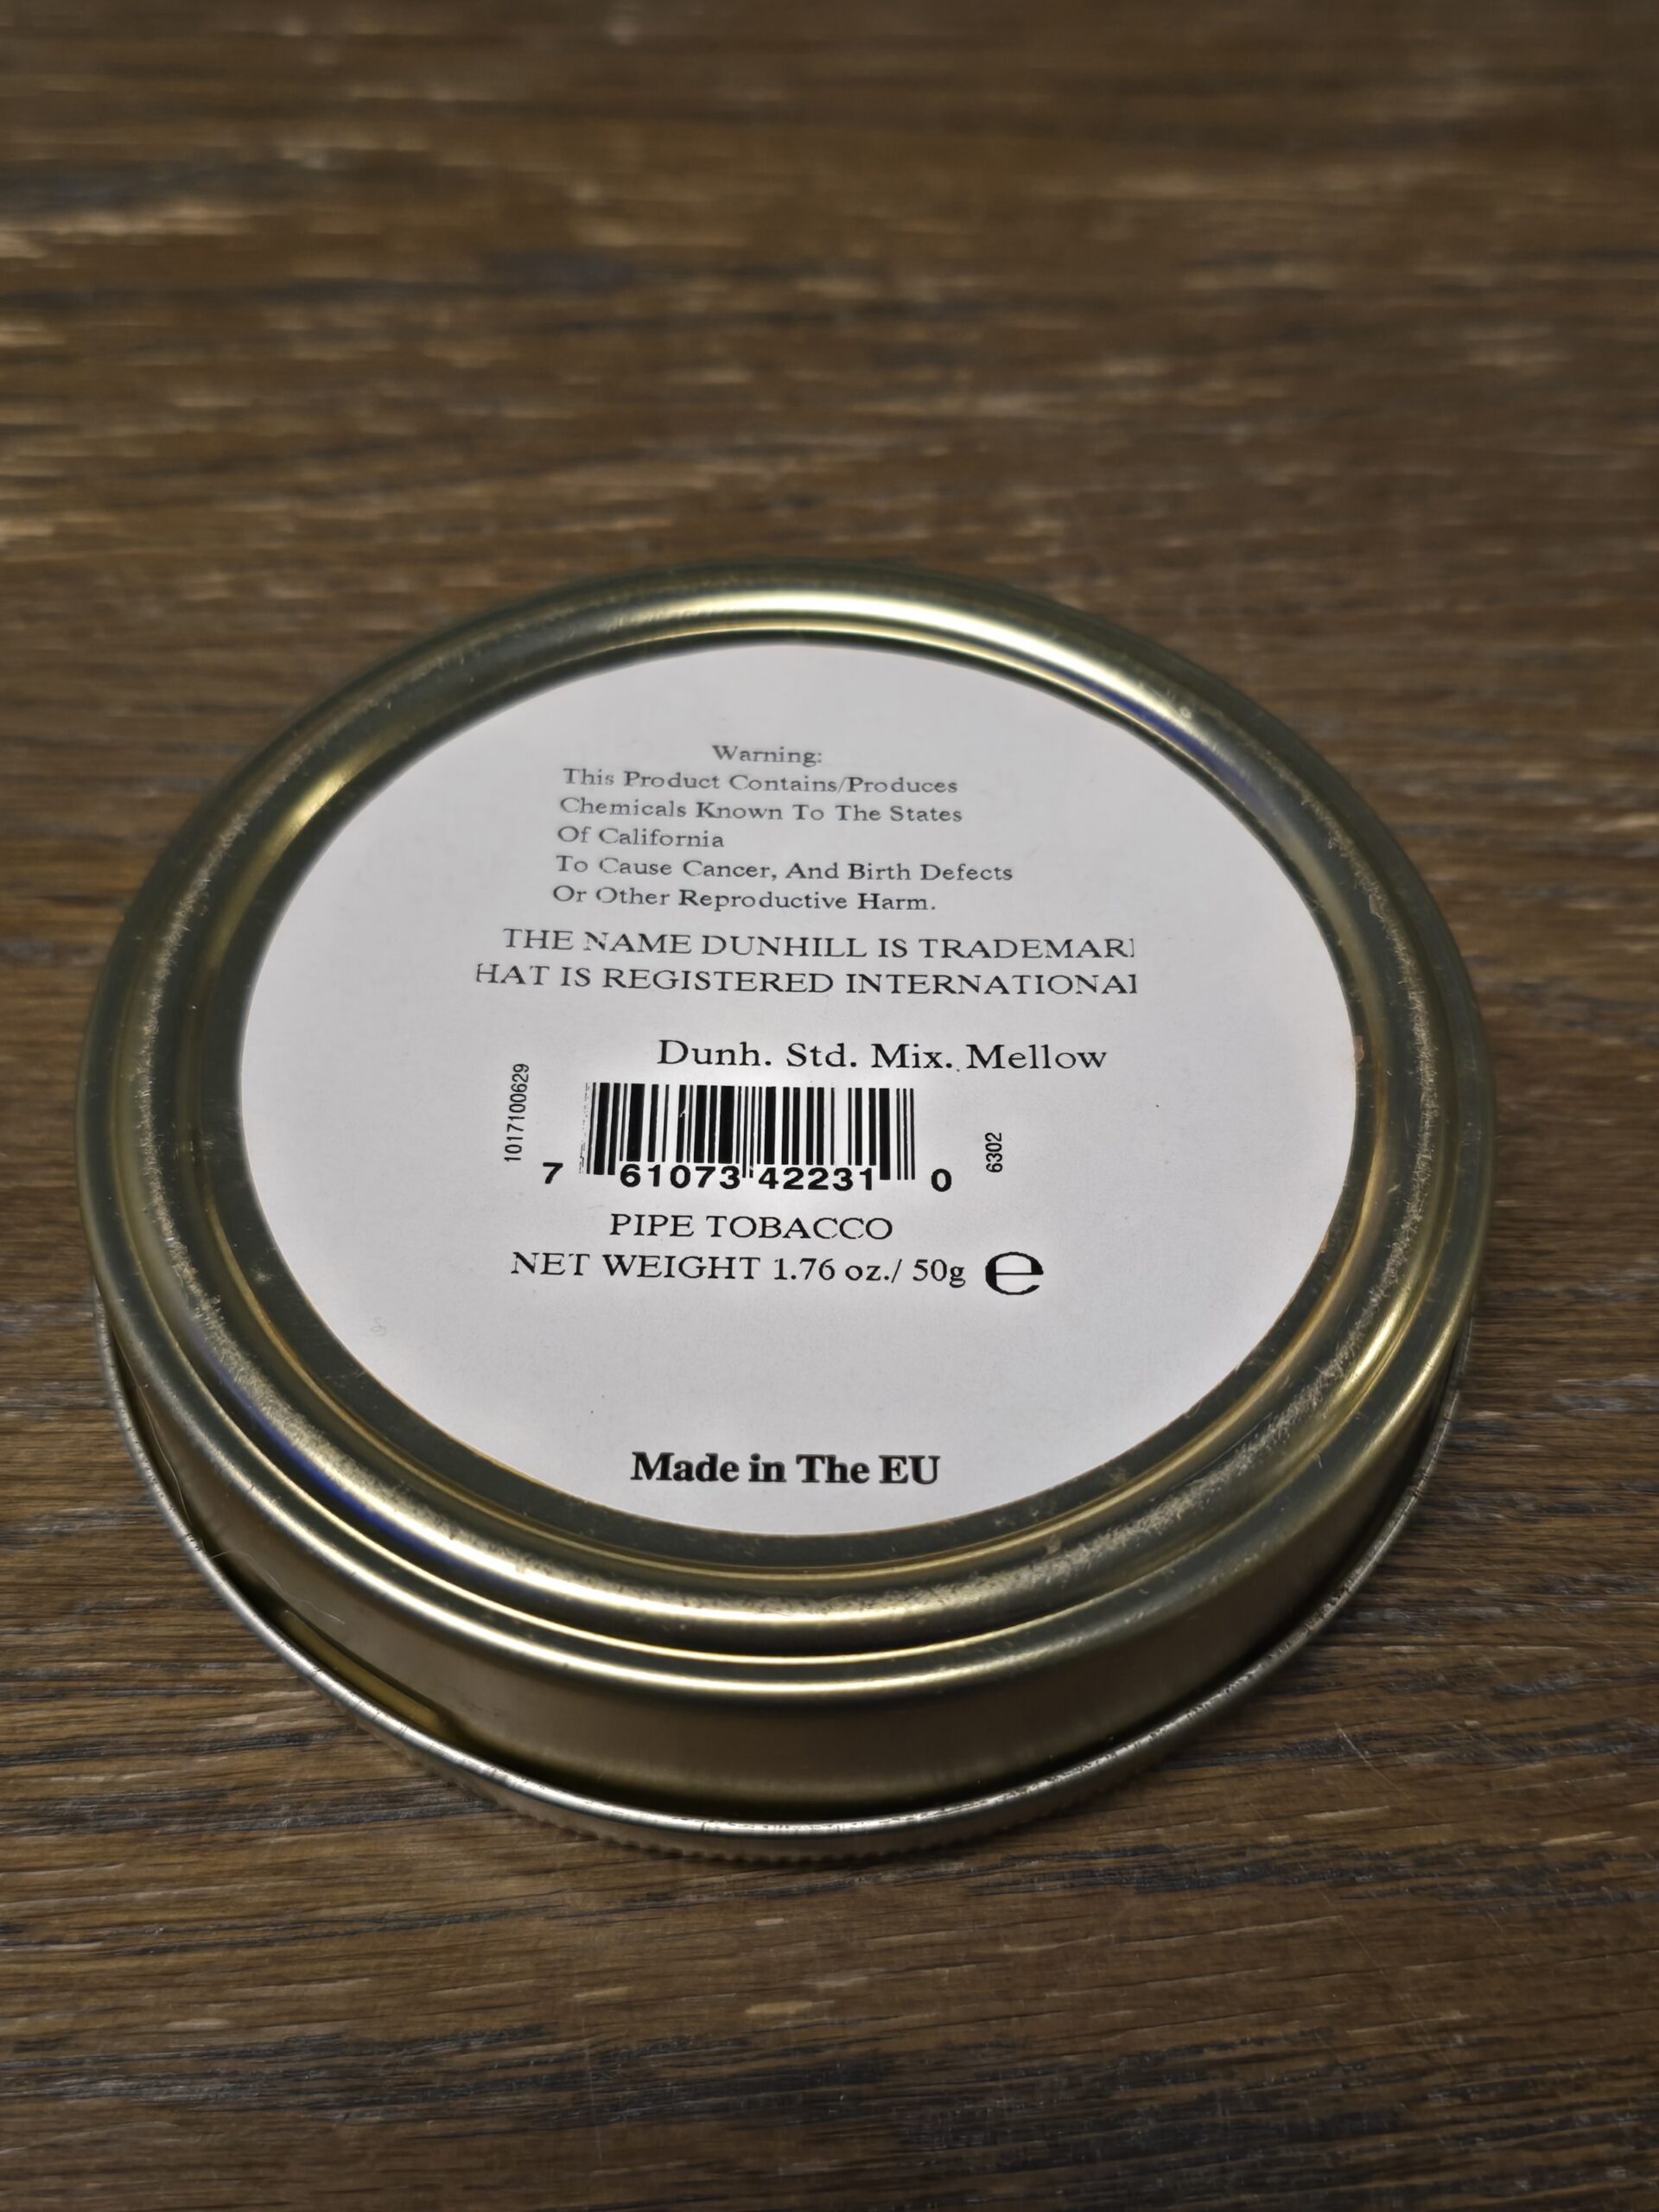 Warning:
This Product Contains/Produces
Chemicals Known To The States
Of California
To Cause Cancer, And Birth Defects
Or Other Reproductive Harm.
THE NAME DUNHILL IS TRADEMAR
HAT IS REGISTERED INTERNATIONA
Dunh. Std. Mix. Mellow
1017100629
7 61073 42231 0
6302
PIPE TOBACCO
NET WEIGHT 1.76 oz./ 50g ℮
Made in The EU